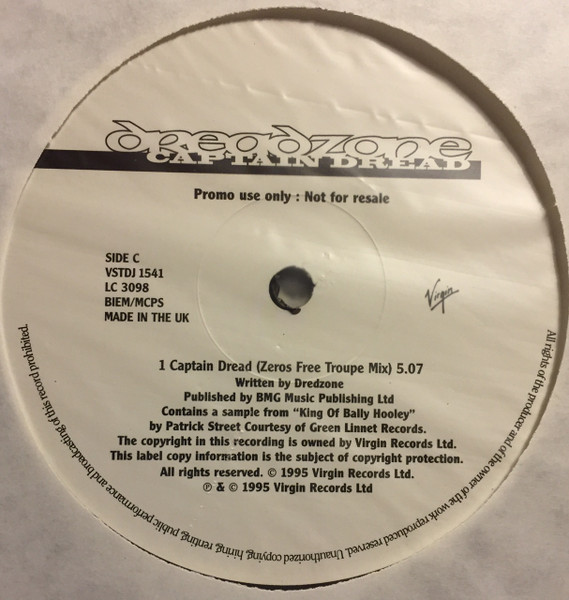 dreadzone
CAPTAIN DREAD
Promo use only : Not for resale
SIDE C
VSTDJ 1541
LC 3098
BIEM/MCPS
MADE IN THE UK
Virgin
1 Captain Dread (Zeros Free Troupe Mix) 5.07
Written by Dredzone
Published by BMG Music Publishing Ltd
Contains a sample from “King Of Bally Hooley”
by Patrick Street Courtesy of Green Linnet Records.
The copyright in this recording is owned by Virgin Records Ltd.
This label copy information is the subject of copyright protection.
All rights reserved. © 1995 Virgin Records Ltd.
℗ & © 1995 Virgin Records Ltd
All rights of the producer and of the owner of the work reproduced reserved. Unauthorized copying, hiring, renting, public performance and broadcasting of this record prohibited.